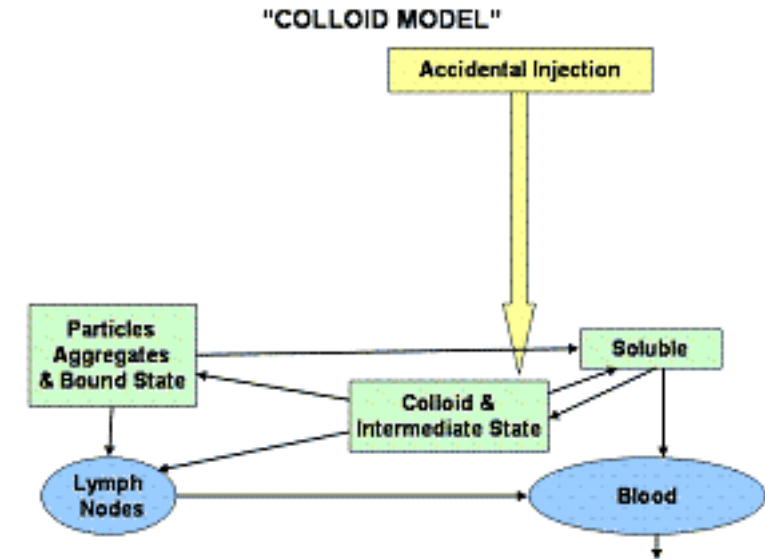 "COLLOID MODEL"
Accidental Injection
Particles
Aggregates
& Bound State
Soluble
Colloid &
Intermediate State
Lymph
Nodes
Blood